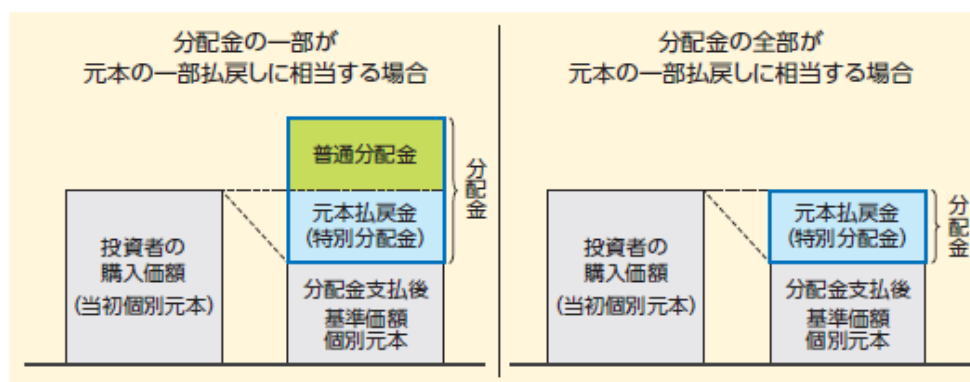 分配金の一部が
元本の一部払戻しに相当する場合
普通分配金
元本払戻金
(特別分配金)
分配金
投資者の
購入価額
(当初個別元本)
分配金支払後
基準価額
個別元本
分配金の全部が
元本の一部払戻しに相当する場合
元本払戻金
(特別分配金)
分配金
投資者の
購入価額
(当初個別元本)
分配金支払後
基準価額
個別元本